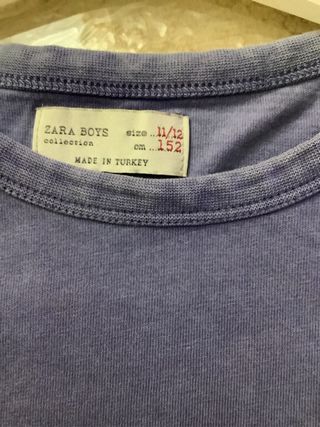 ZARA BOYS size ..11/12
collection cm ..152
MADE IN TURKEY